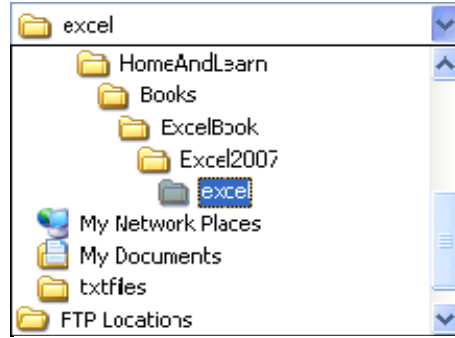 excel
HomeAndLearn
Books
ExcelBook
Excel2007
excel
My Network Places
My Documents
txtfiles
FTP Locations